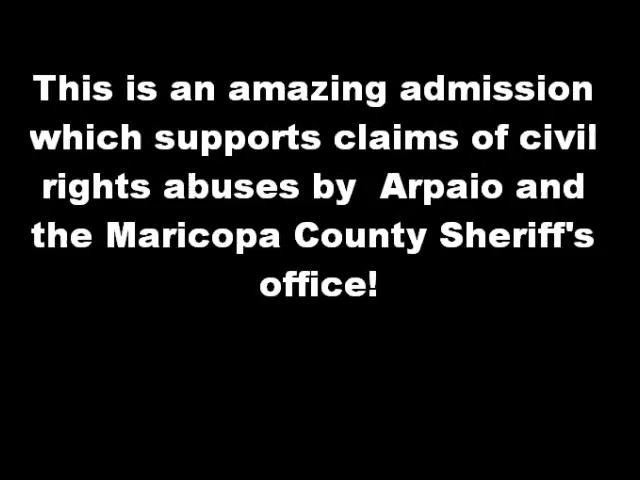 This is an amazing admission
which supports claims of civil
rights abuses by  Arpaio and
the Maricopa County Sheriff's
office!